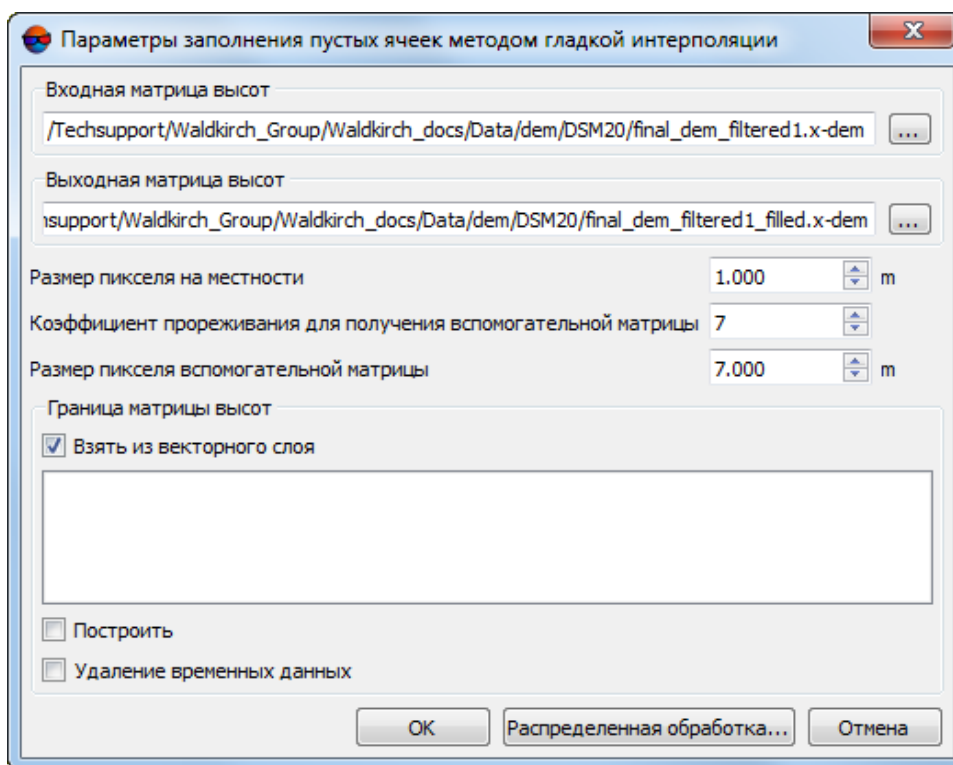 Параметры заполнения пустых ячеек методом гладкой интерполяции
Входная матрица высот
/Techsupport/Waldkirch_Group/Waldkirch_docs/Data/dem/DSM20/final_dem_filtered1.x-dem ...
Выходная матрица высот
ısupport/Waldkirch_Group/Waldkirch_docs/Data/dem/DSM20/final_dem_filtered1_filled.x-dem ...
Размер пикселя на местности 1.000 m
Коэффициент прореживания для получения вспомогательной матрицы 7
Размер пикселя вспомогательной матрицы 7.000 m
Граница матрицы высот
Взять из векторного слоя
Построить
Удаление временных данных
OK Распределенная обработка... Отмена